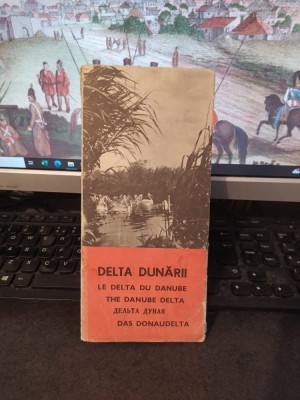 DELTA DUNĂRII
LE DELTA DU DANUBE
THE DANUBE DELTA
ДЕЛЬТА ДУНАЯ
DAS DONAUDELTA